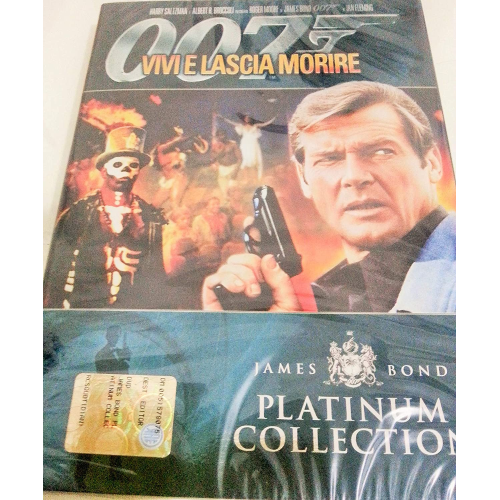 HARRY SALTZMAN ALBERT R. BROCCOLI ROGER MOORE JAMES BOND 007 IAN FLEMING
007
VIVI E LASCIA MORIRE
JAMES BOND
PLATINUM
COLLECTION